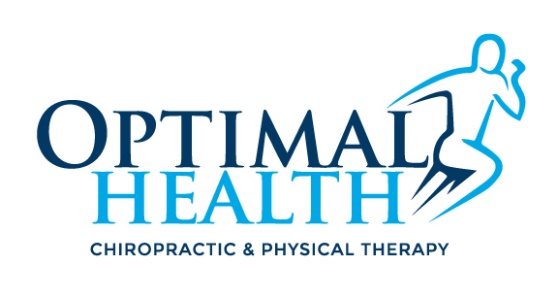 OPTIMAL
HEALTH
CHIROPRACTIC & PHYSICAL THERAPY